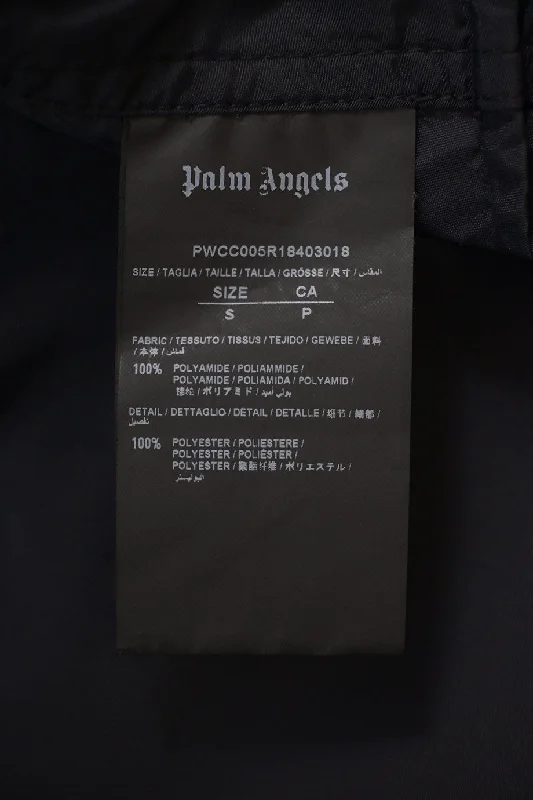 Palm Angels
PWCC005R18403018
SIZE / TAGLIA / TAILLE / TALLA / GRÖSSE / 尺寸 / المقاس
SIZE CA
S P
FABRIC / TESSUTO / TISSUS / TEJIDO / GEWEBE / 面料
/ 本体 / قماش
100% POLYAMIDE / POLIAMMIDE /
POLYAMIDE / POLIAMIDA / POLYAMID /
锦纶 / ポリアミド / بولي أميد
DETAIL / DETTAGLIO / DÉTAIL / DETALLE / 细节 / 細部 /
تفصيل
100% POLYESTER / POLIESTERE /
POLYESTER / POLIÉSTER /
POLYESTER / 聚酯纤维 / ポリエステル /
البوليستر